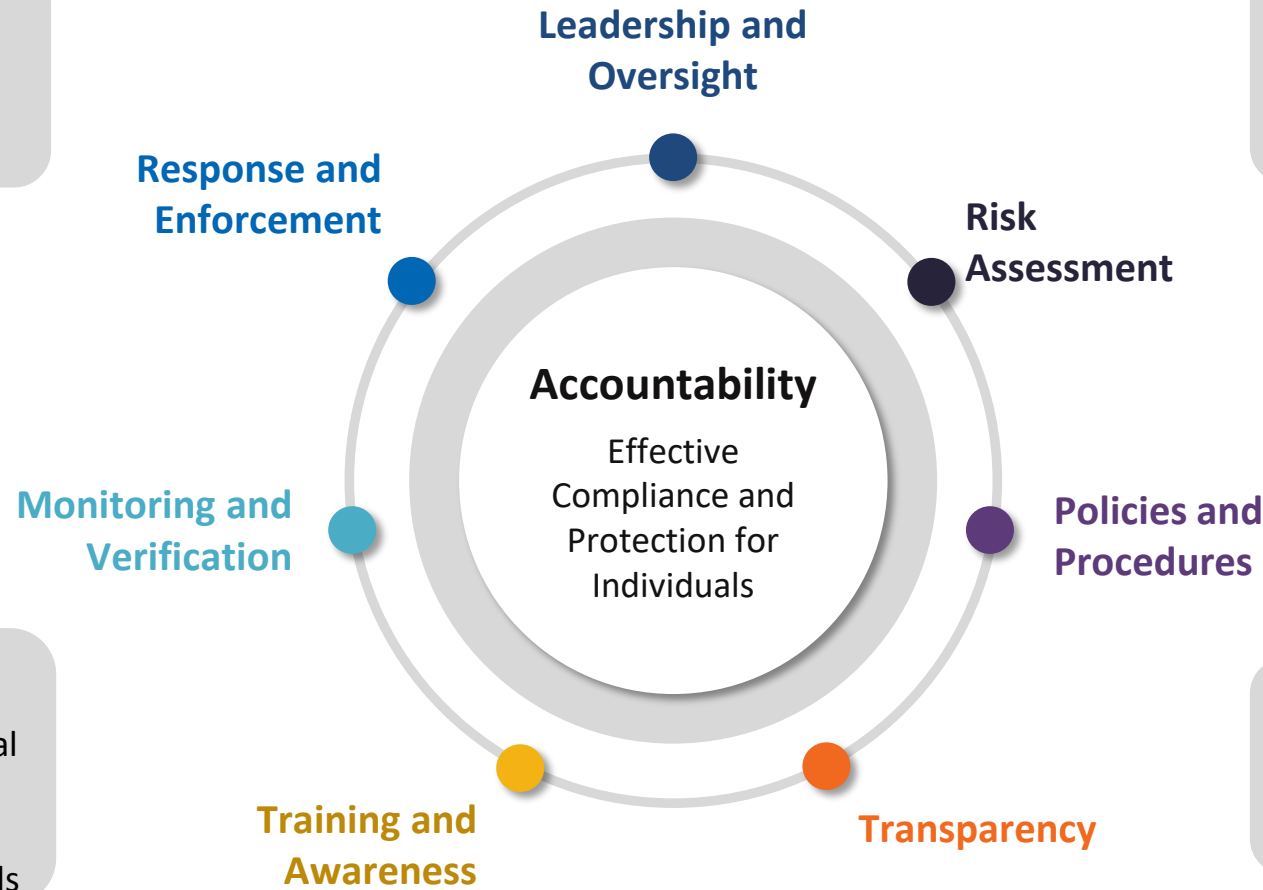 Leadership and
Oversight
Response and
Enforcement
Risk
Assessment
Accountability
Effective
Compliance and
Protection for
Individuals
Monitoring and
Verification
Policies and
Procedures
Training and
Awareness
Transparency